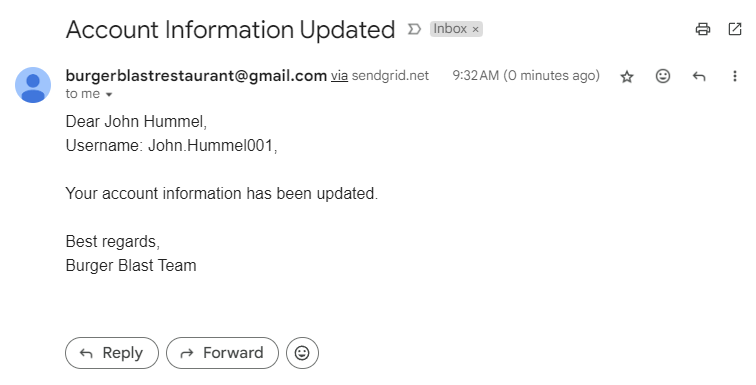 Account Information Updated Inbox ×
burgerblastrestaurant@gmail.com via sendgrid.net 9:32 AM (0 minutes ago)
to me
Dear John Hummel,
Username: John.Hummel001,
Your account information has been updated.
Best regards,
Burger Blast Team
Reply Forward